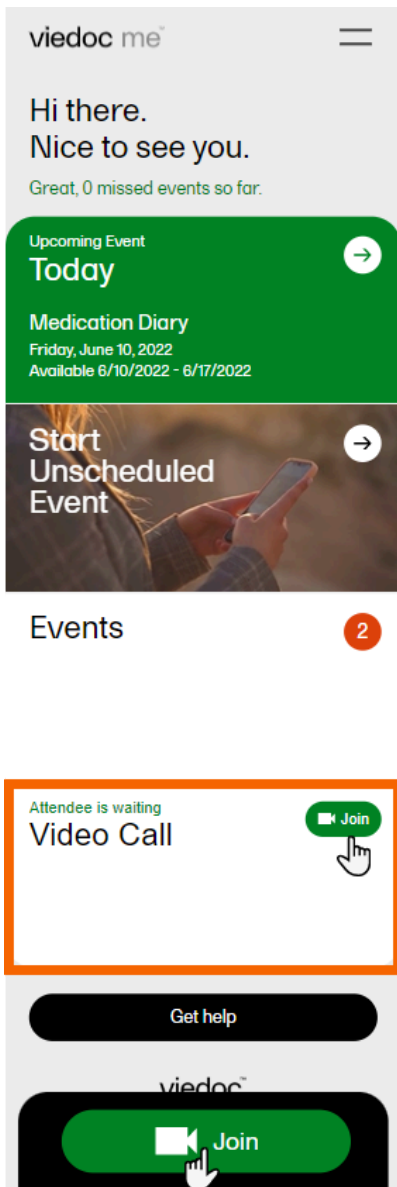 viedoc me™
Hi there.
Nice to see you.
Great, 0 missed events so far.
Upcoming Event
Today
Medication Diary
Friday, June 10, 2022
Available 6/10/2022 - 6/17/2022
Start
Unscheduled
Event
Events
2
Attendee is waiting
Video Call
Join
Get help
viedoc™
Join